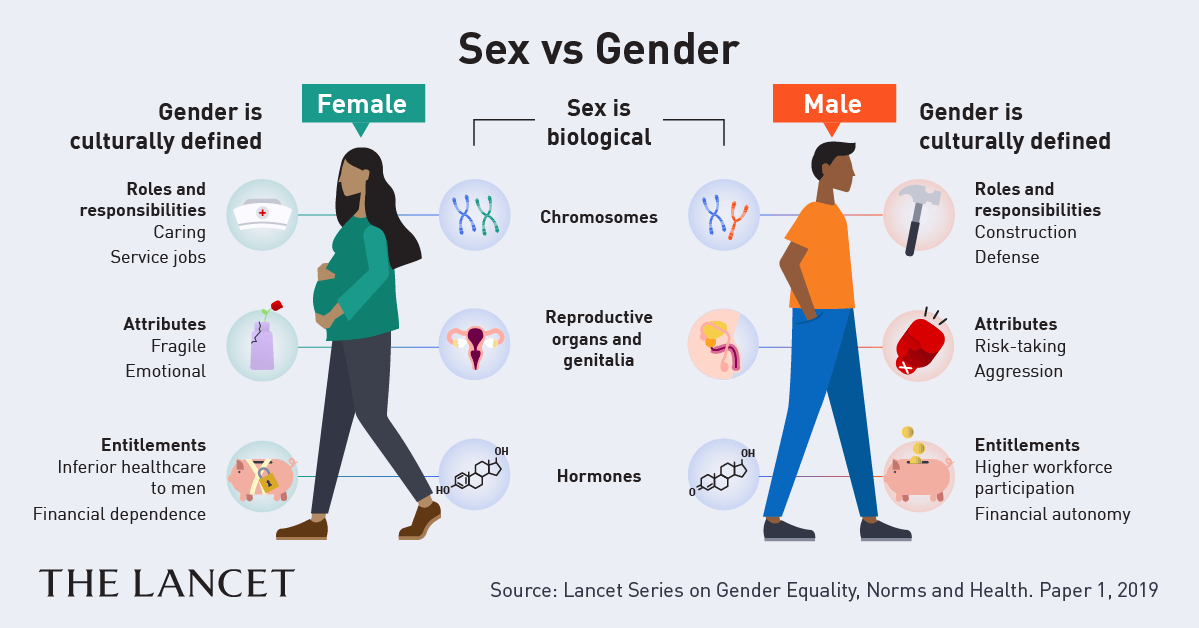 Sex vs Gender
Gender is
culturally defined
Female
Sex is
biological
Male
Gender is
culturally defined
Roles and
responsibilities
Caring
Service jobs
Chromosomes
Roles and
responsibilities
Construction
Defense
Attributes
Fragile
Emotional
Reproductive
organs and
genitalia
Attributes
Risk-taking
Aggression
Entitlements
Inferior healthcare
to men
Financial dependence
OH
HO
Hormones
OH
O
Entitlements
Higher workforce
participation
Financial autonomy
THE LANCET
Source: Lancet Series on Gender Equality, Norms and Health. Paper 1, 2019